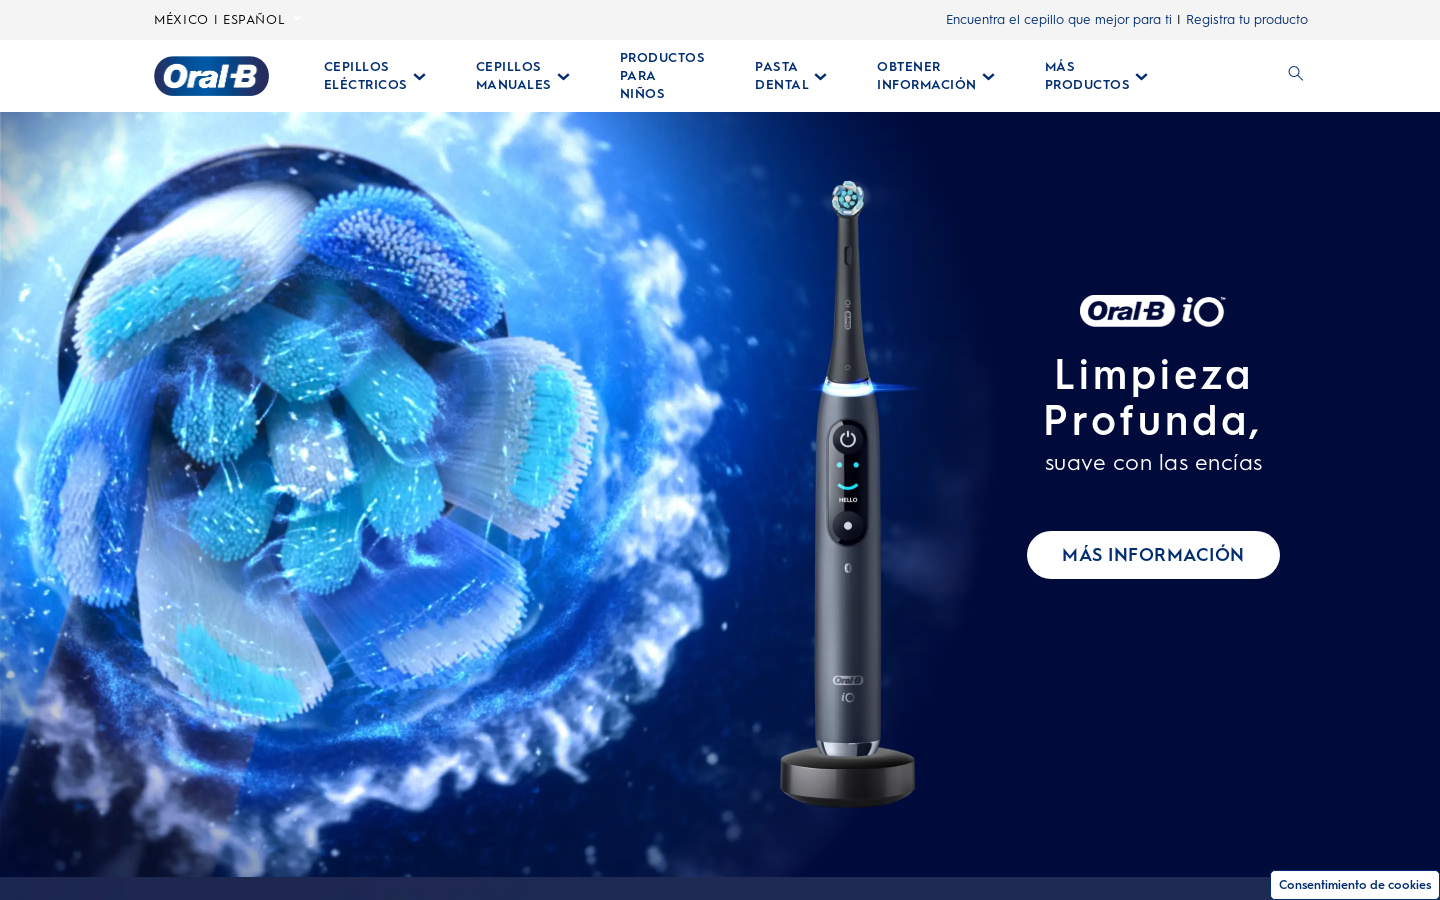 MÉXICO | ESPAÑOL
Encuentra el cepillo que mejor para ti | Registra tu producto
Oral-B
CEPILLOS
ELÉCTRICOS
CEPILLOS
MANUALES
PRODUCTOS
PARA
NIÑOS
PASTA
DENTAL
OBTENER
INFORMACIÓN
MÁS
PRODUCTOS
Oral-B iO™
Limpieza
Profunda,
suave con las encías
MÁS INFORMACIÓN
iO
Oral-B
HELLO
Oral-B
iO
Consentimiento de cookies